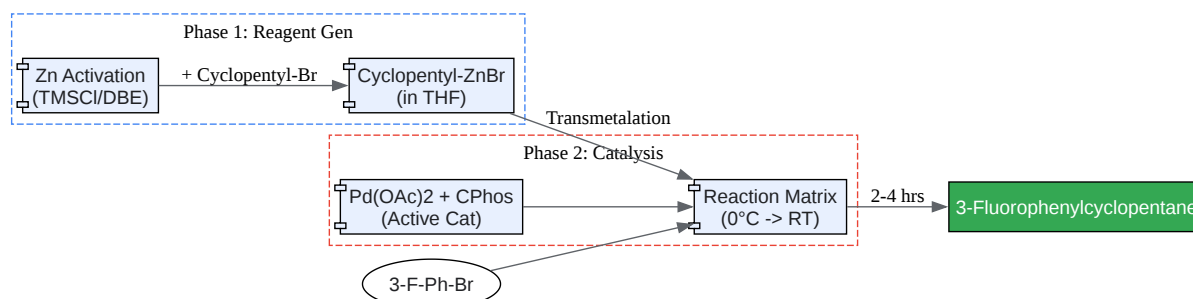 Phase 1: Reagent Gen
Zn Activation
(TMSCl/DBE)
+ Cyclopentyl-Br
Cyclopentyl-ZnBr
(in THF)
Transmetalation
Phase 2: Catalysis
Pd(OAc)2 + CPhos
(Active Cat)
Reaction Matrix
(0°C -> RT)
2-4 hrs
3-Fluorophenylcyclopentane
3-F-Ph-Br